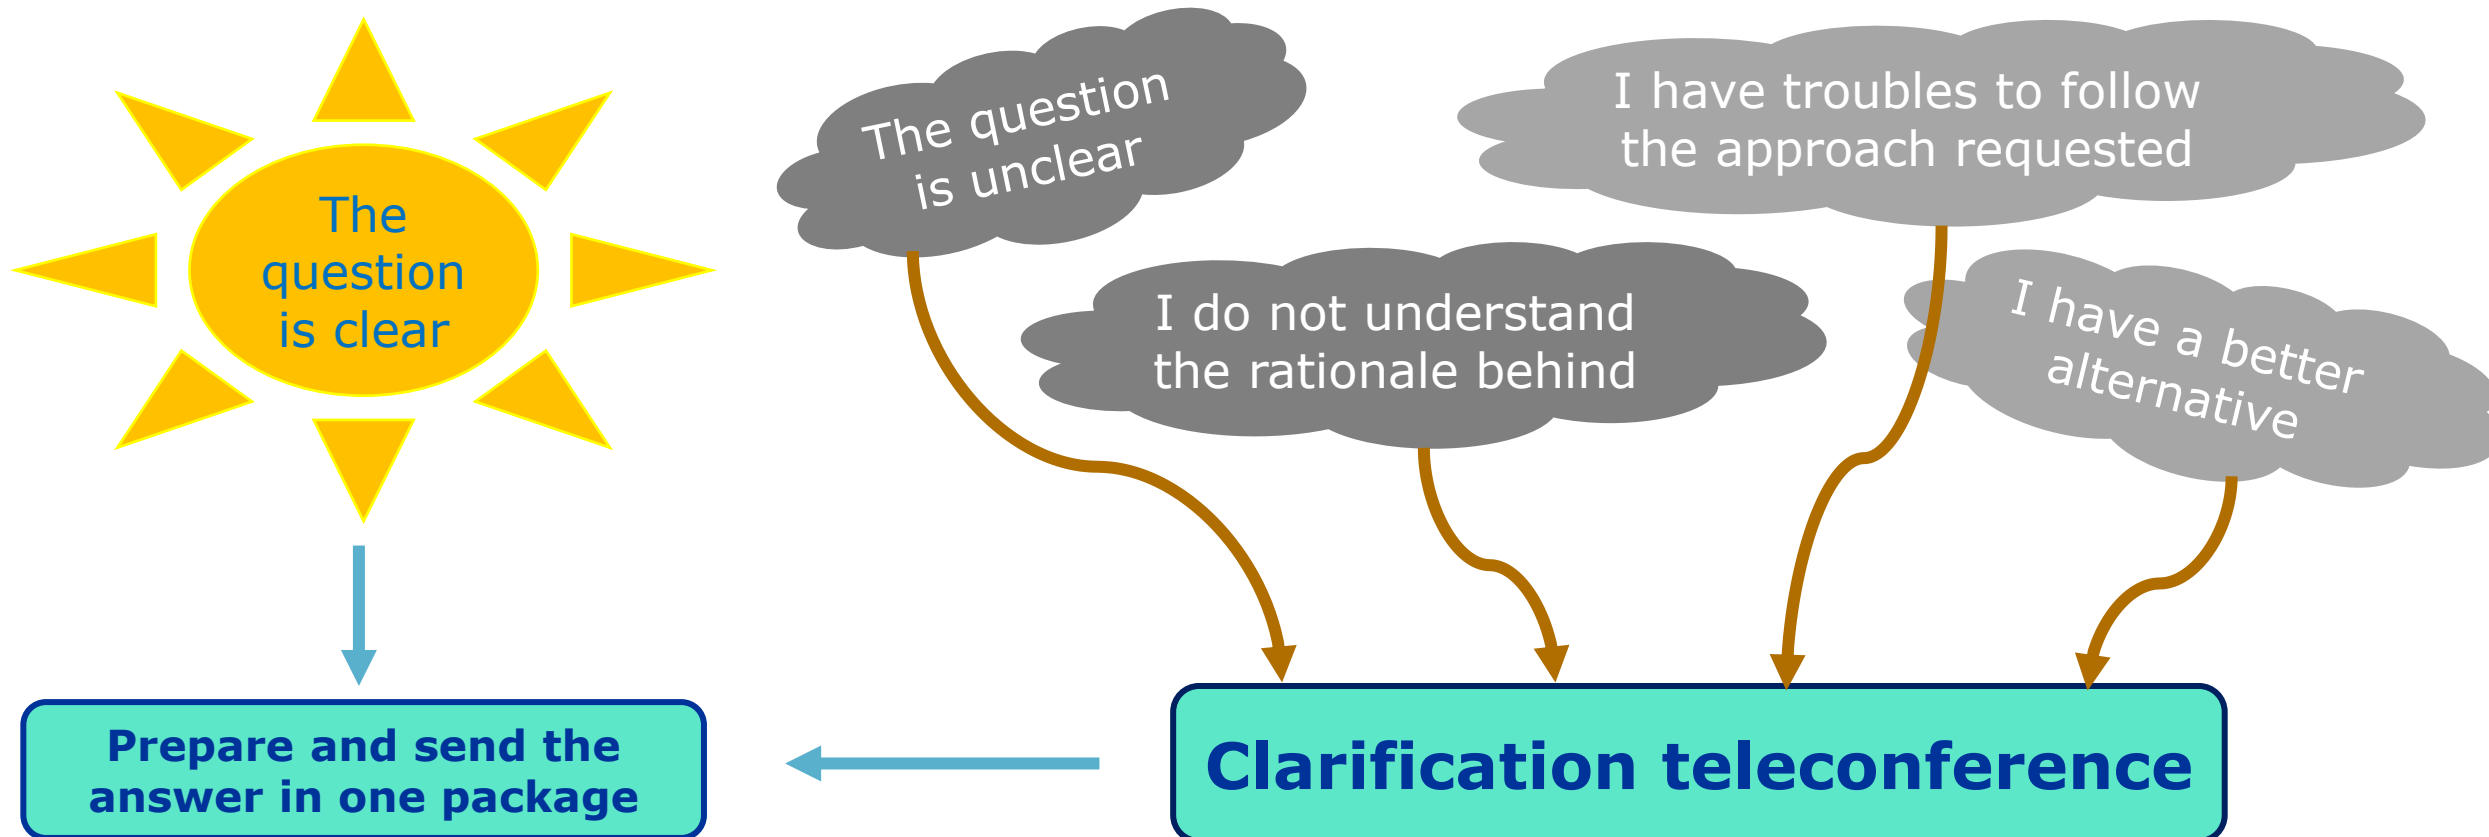 The
question
is clear
The question
is unclear
I have troubles to follow
the approach requested
I do not understand
the rationale behind
I have a better
alternative
Prepare and send the
answer in one package
Clarification teleconference